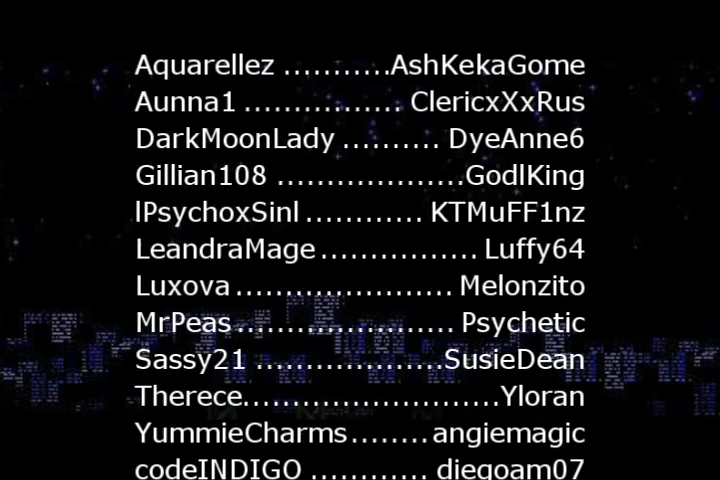 Aquarellez ...........AshKekaGome
Aunna1 ................ ClericxXxRus
DarkMoonLady .......... DyeAnne6
Gillian108 ...................GodlKing
lPsychoxSinl ............ KTMuFF1nz
LeandraMage................ Luffy64
Luxova...................... Melonzito
MrPeas...................... Psychetic
Sassy21 ...................SusieDean
Therece..........................Yloran
YummieCharms........angiemagic
codeINDIGO ............ diegoam07